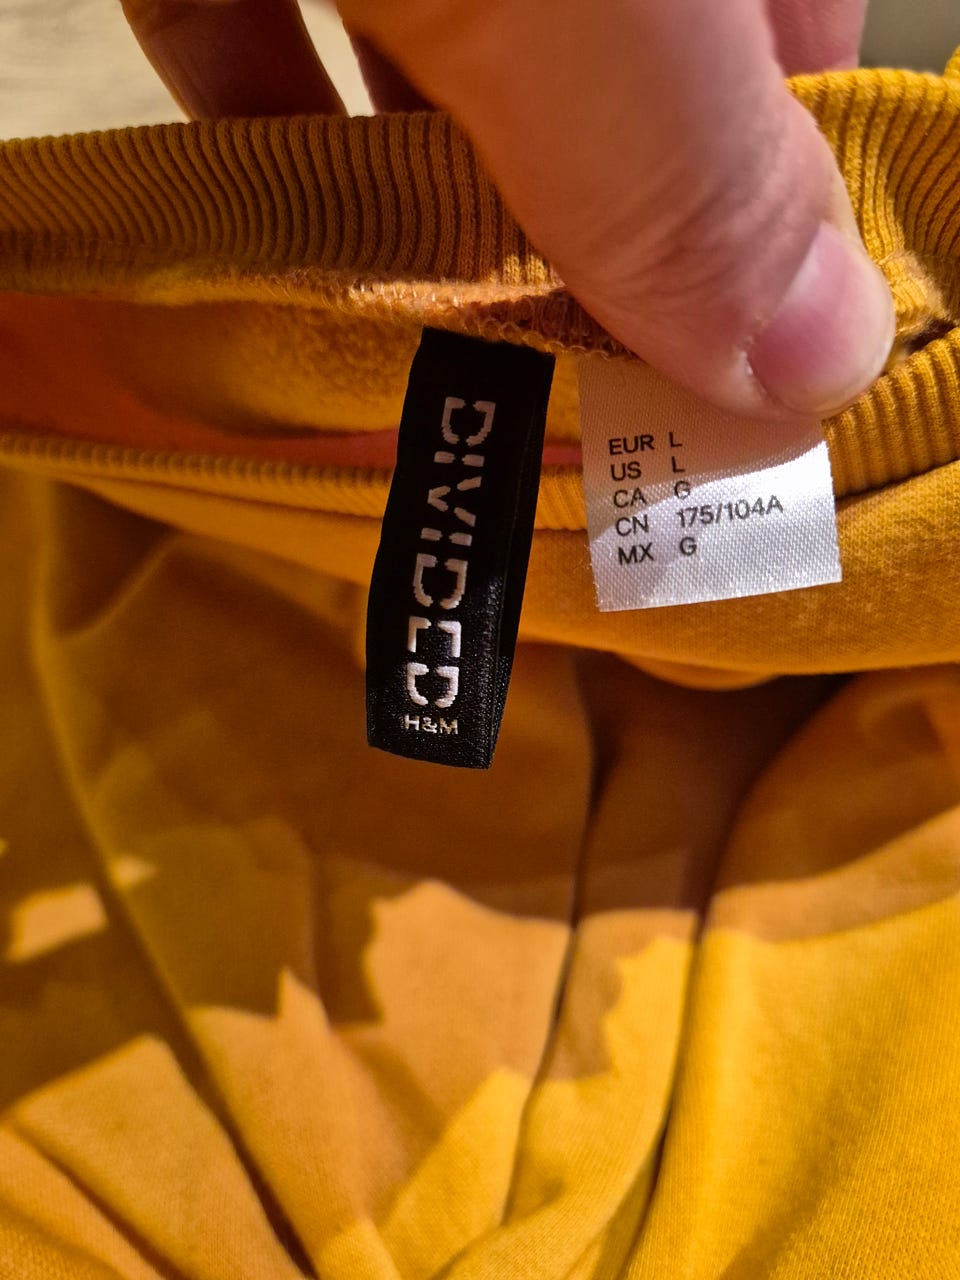 DIVIDED
H&M
EUR L
US L
CA G
CN 175/104A
MX G